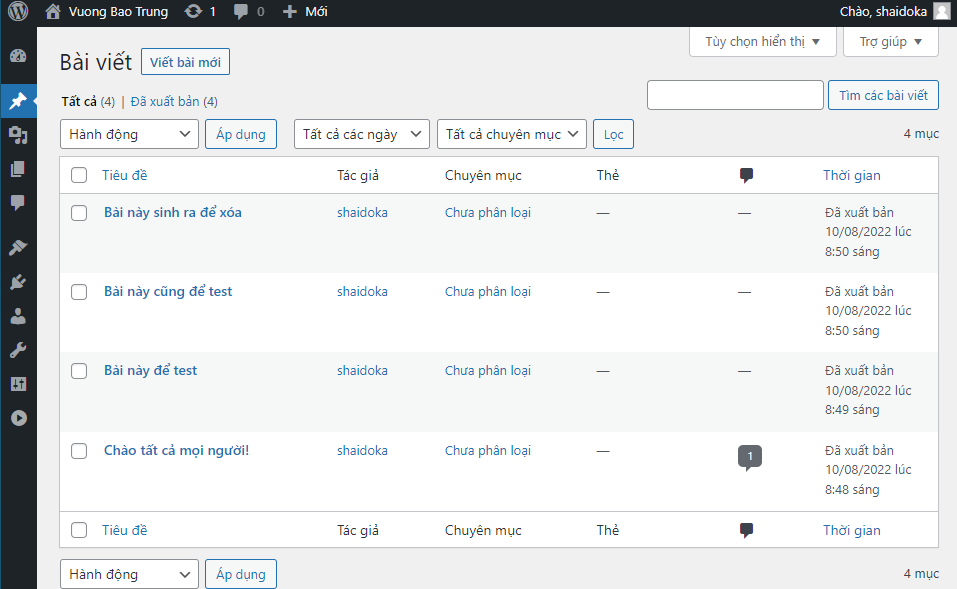 Vuong Bao Trung 1 0 Mới Chào, shaidoka
Tùy chọn hiển thị Trợ giúp
Bài viết Viết bài mới
Tất cả (4) | Đã xuất bản (4)
Tìm các bài viết
Hành động Áp dụng Tất cả các ngày Tất cả chuyên mục Lọc 4 mục
Tiêu đề Tác giả Chuyên mục Thẻ Thời gian
Bài này sinh ra để xóa shaidoka Chưa phân loại — — Đã xuất bản
10/08/2022 lúc
8:50 sáng
Bài này cũng để test shaidoka Chưa phân loại — — Đã xuất bản
10/08/2022 lúc
8:50 sáng
Bài này để test shaidoka Chưa phân loại — — Đã xuất bản
10/08/2022 lúc
8:49 sáng
Chào tất cả mọi người! shaidoka Chưa phân loại — 1 Đã xuất bản
10/08/2022 lúc
8:48 sáng
Tiêu đề Tác giả Chuyên mục Thẻ Thời gian
Hành động Áp dụng 4 mục